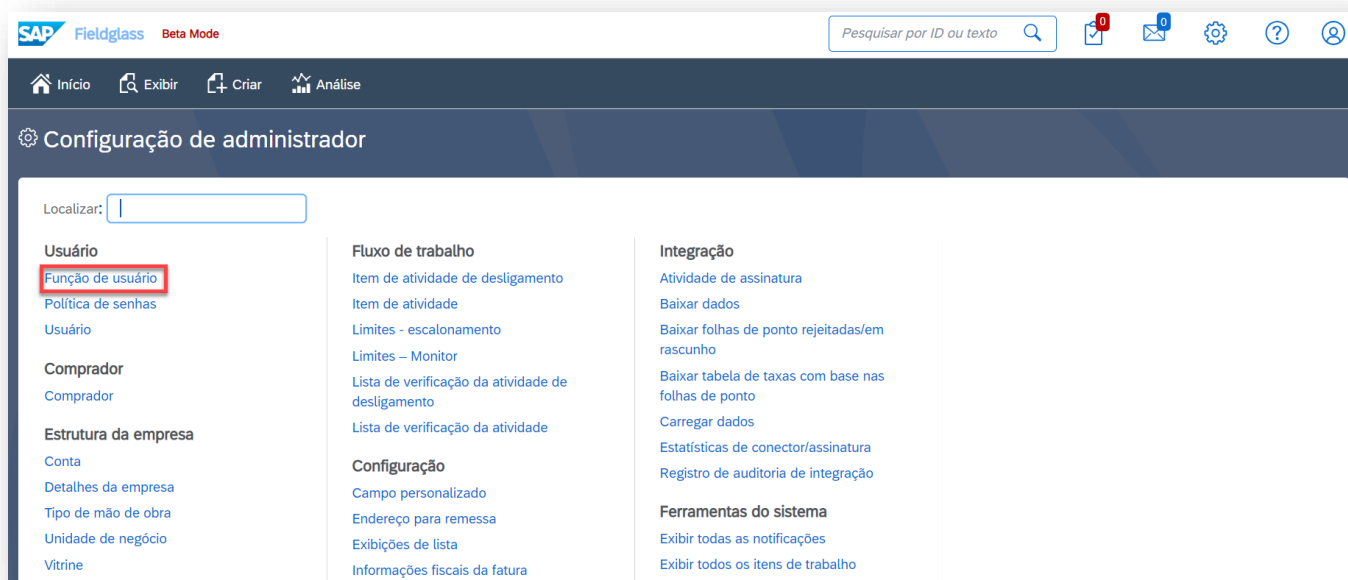 SAP Fieldglass Beta Mode
Pesquisar por ID ou texto
0
0
Início Exibir Criar Análise
Configuração de administrador
Localizar:
Usuário
Função de usuário
Política de senhas
Usuário
Comprador
Comprador
Estrutura da empresa
Conta
Detalhes da empresa
Tipo de mão de obra
Unidade de negócio
Vitrine
Fluxo de trabalho
Item de atividade de desligamento
Item de atividade
Limites - escalonamento
Limites – Monitor
Lista de verificação da atividade de
desligamento
Lista de verificação da atividade
Configuração
Campo personalizado
Endereço para remessa
Exibições de lista
Informações fiscais da fatura
Integração
Atividade de assinatura
Baixar dados
Baixar folhas de ponto rejeitadas/em
rascunho
Baixar tabela de taxas com base nas
folhas de ponto
Carregar dados
Estatísticas de conector/assinatura
Registro de auditoria de integração
Ferramentas do sistema
Exibir todas as notificações
Exibir todos os itens de trabalho